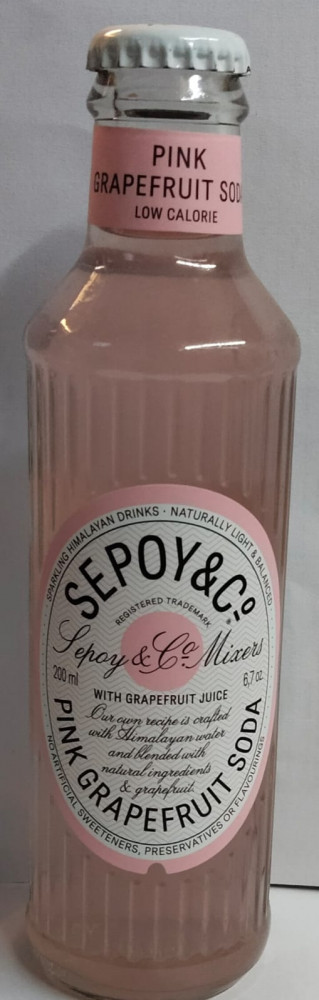 PINK
GRAPEFRUIT SODA
LOW CALORIE
SPARKLING HIMALAYAN DRINKS · NATURALLY LIGHT & BALANCED
SEPOY&Cº
REGISTERED TRADEMARK
®
Sepoy & Cº Mixers
200 ml
6,7 oz.
WITH GRAPEFRUIT JUICE
Our own recipe is crafted
with Himalayan water
and blended with
natural ingredients
& grapefruit.
PINK GRAPEFRUIT SODA
NO ARTIFICIAL SWEETENERS, PRESERVATIVES OR FLAVOURINGS